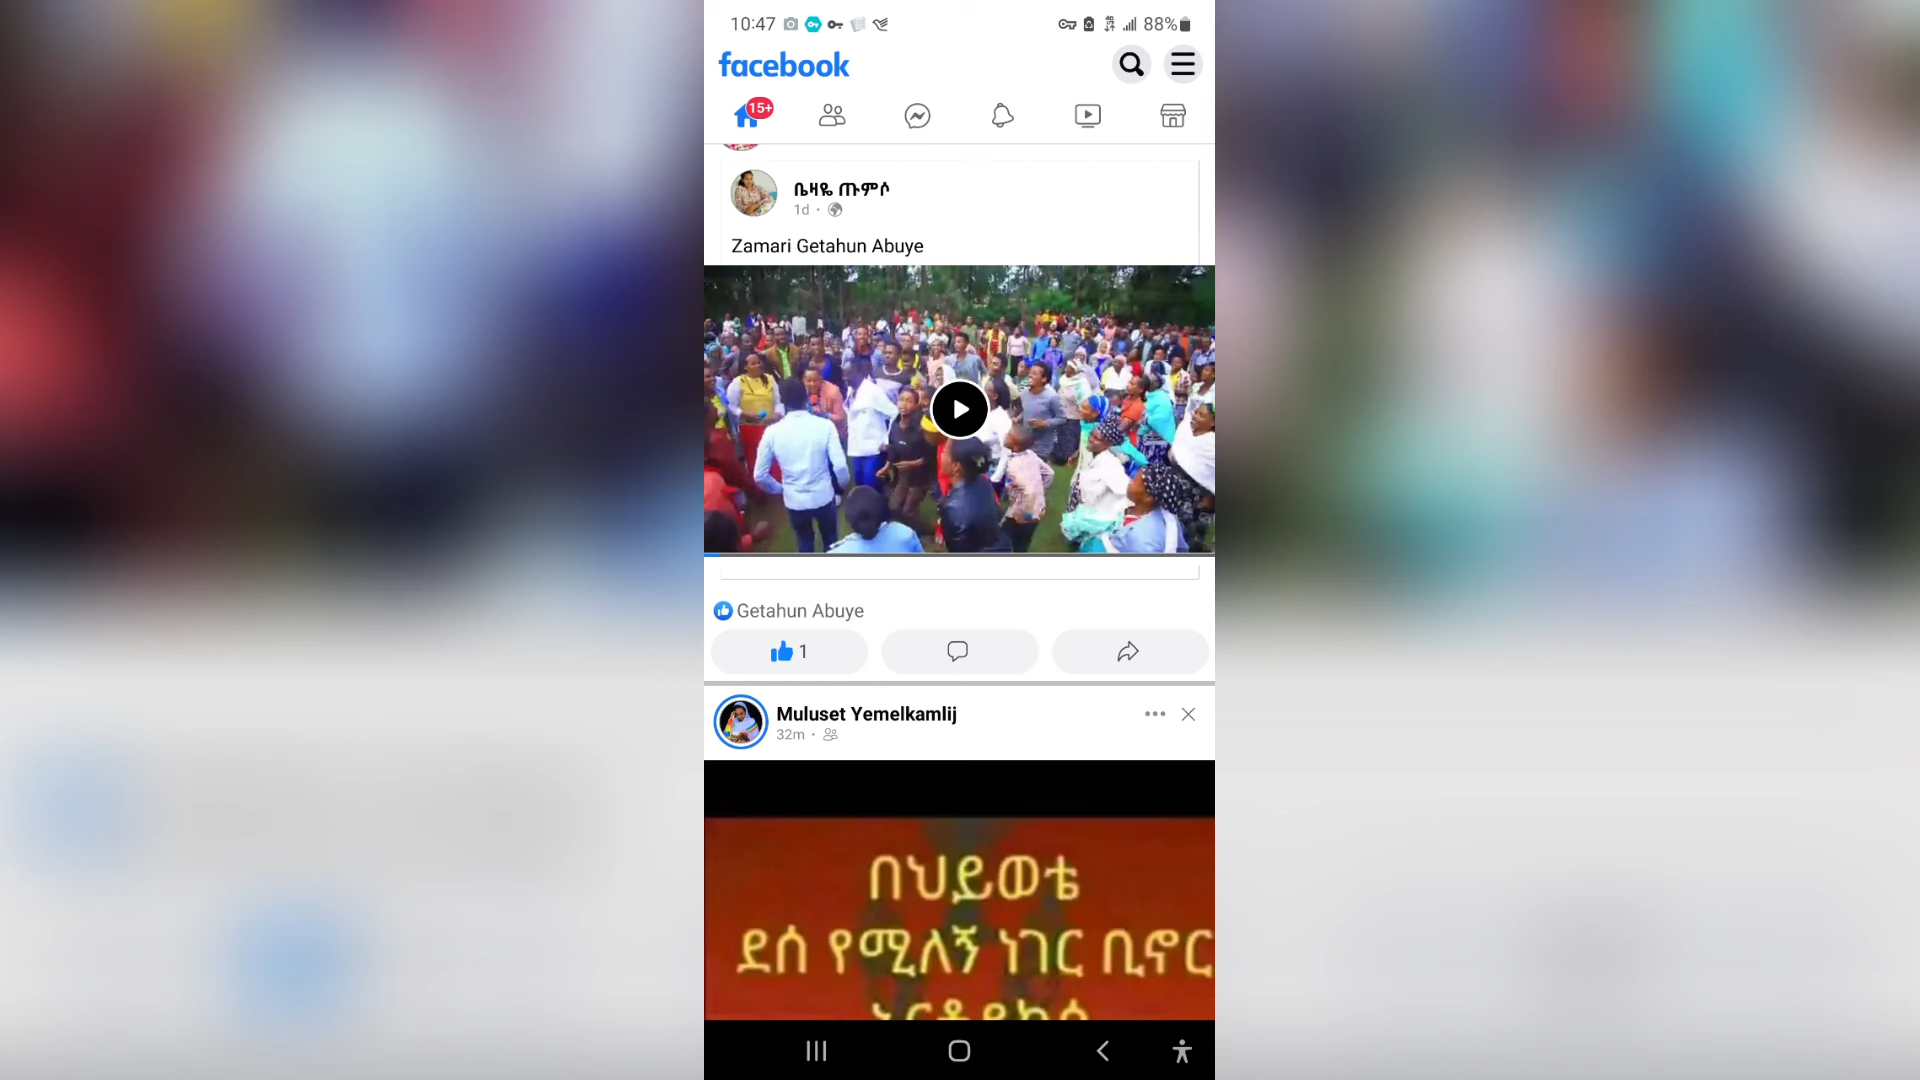 10:47
88%
facebook
15+
ቤዛዬ ጡምሶ
1d
Zamari Getahun Abuye
Getahun Abuye
1
Muluset Yemelkamlij
32m
በህይወቴ
ደሰ የሚለኝ ነገር ቢኖር